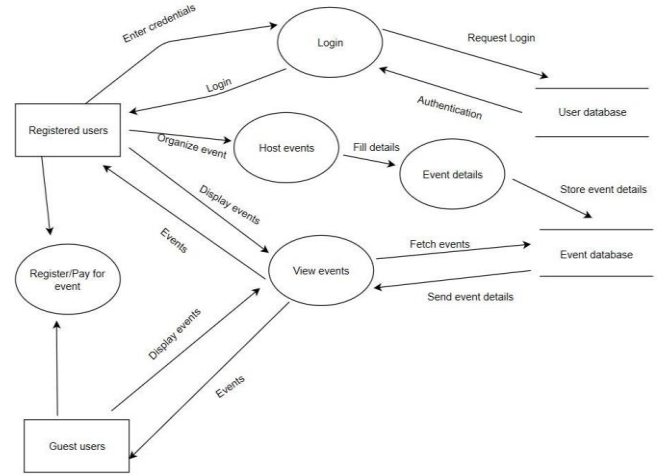 Enter credentials
Login
Request Login
Login
Authentication
User database
Registered users
Organize event
Host events
Fill details
Event details
Store event details
Display events
Events
Fetch events
Event database
View events
Send event details
Register/Pay for
event
Display events
Events
Guest users